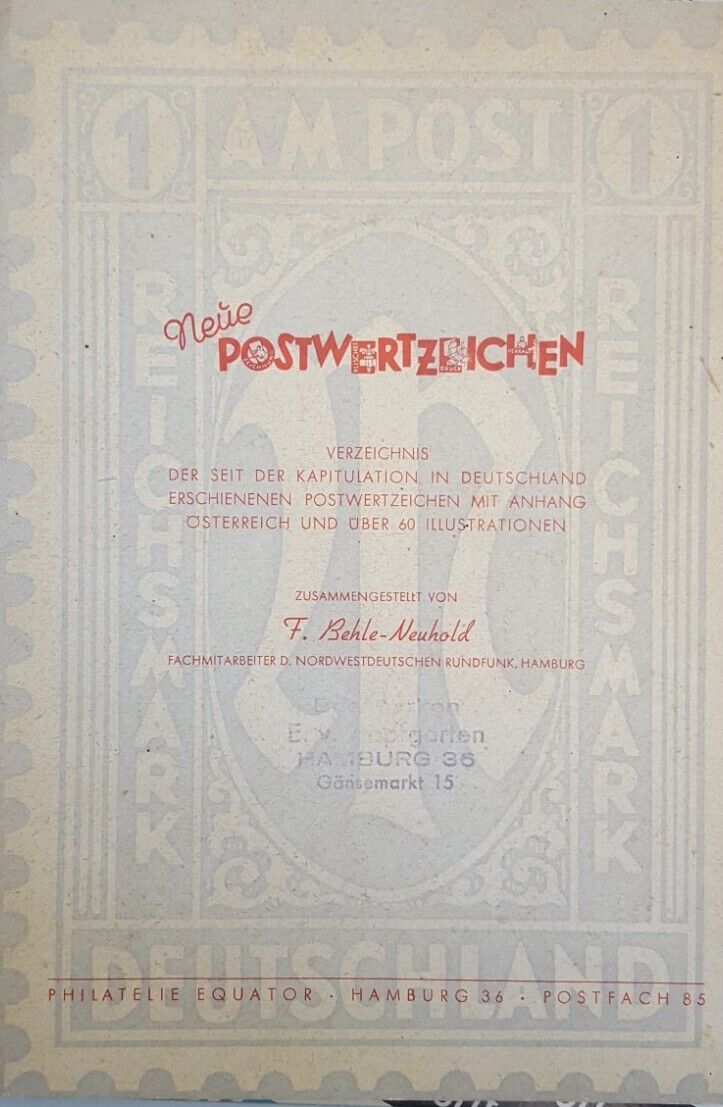 1 AM POST 1
REICHSMARK
REICHSMARK
Neue
POSTWERTZEICHEN
VERZEICHNIS
DER SEIT DER KAPITULATION IN DEUTSCHLAND
ERSCHIENENEN POSTWERTZEICHEN MIT ANHANG
ÖSTERREICH UND ÜBER 60 ILLUSTRATIONEN
ZUSAMMENGESTELLT VON
F. Behle-Neuhold
FACHMITARBEITER D. NORDWESTDEUTSCHEN RUNDFUNK, HAMBURG
E. v.
HAMBURG 36
Gänsemarkt 15
DEUTSCHLAND
PHILATELIE EQUATOR · HAMBURG 36 · POSTFACH 85